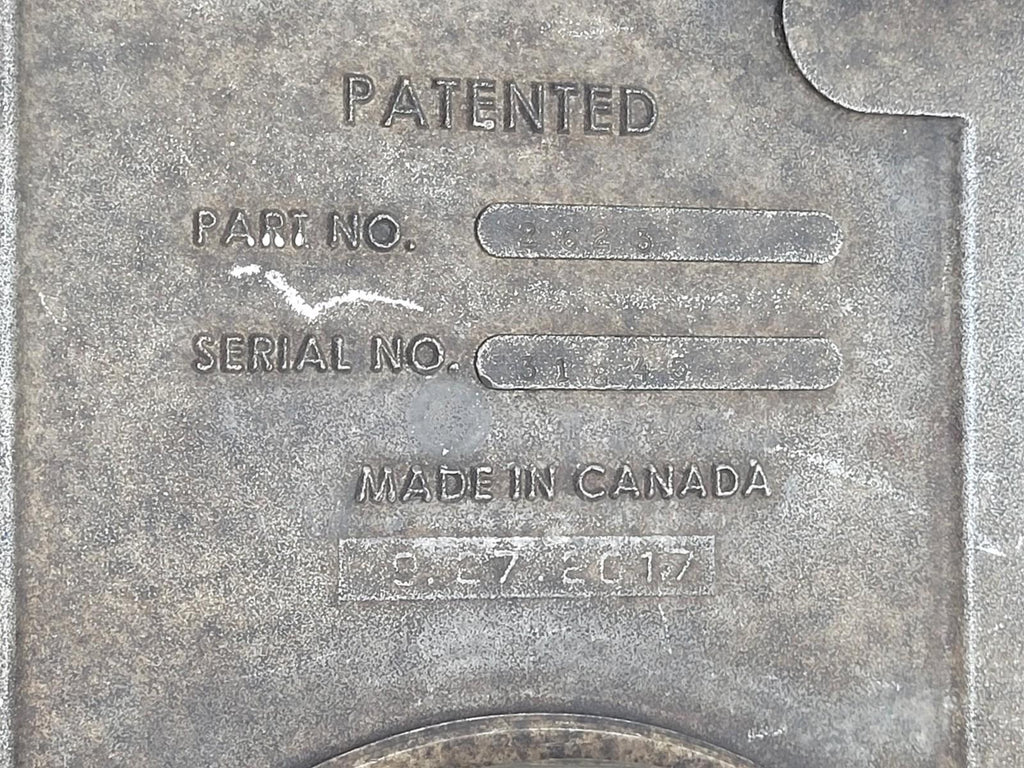 PATENTED
PART NO.
SERIAL NO.
MADE IN CANADA
9.27.2017